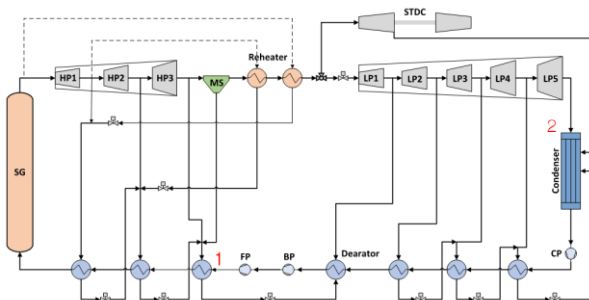 STDC
Reheater
HP1
HP2
HP3
MS
LP1
LP2
LP3
LP4
LP5
2
SG
Condenser
1
FP
BP
Dearator
CP